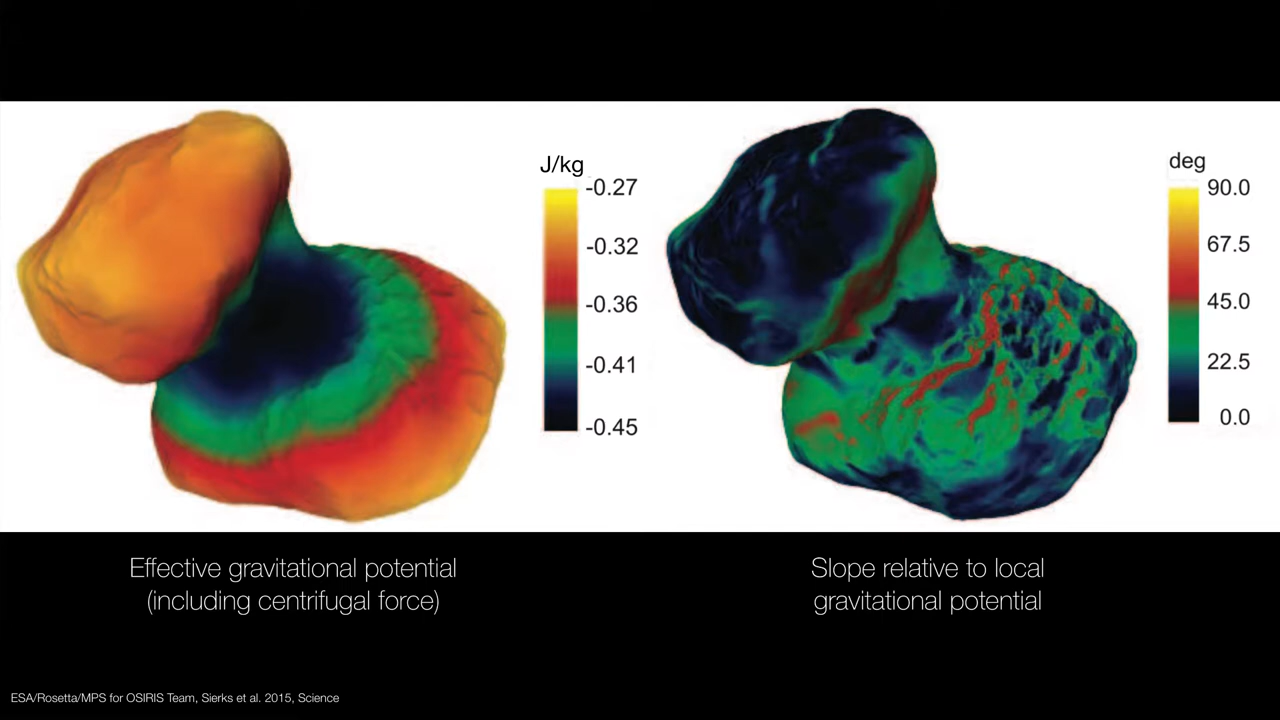 J/kg
-0.27
-0.32
-0.36
-0.41
-0.45
deg
90.0
67.5
45.0
22.5
0.0
Effective gravitational potential
(including centrifugal force)
Slope relative to local
gravitational potential
ESA/Rosetta/MPS for OSIRIS Team, Sierks et al. 2015, Science